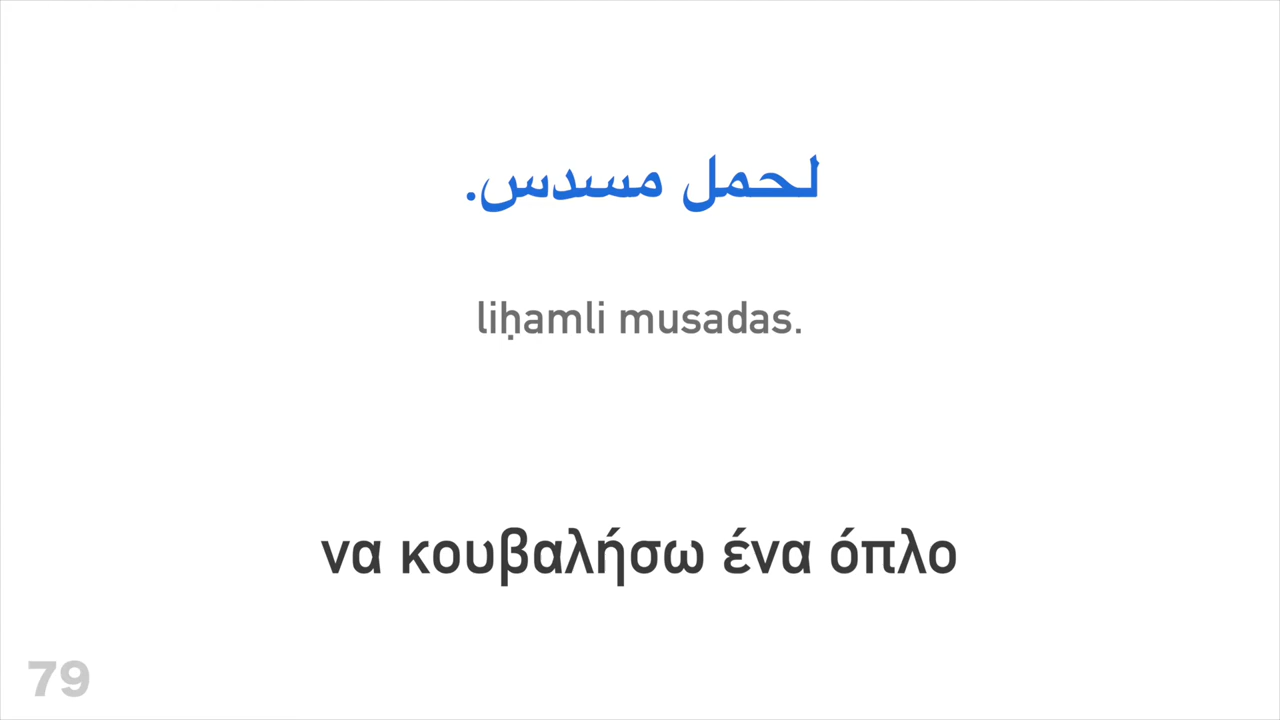 لحمل مسدس.
liḥamli musadas.
να κουβαλήσω ένα όπλο
79